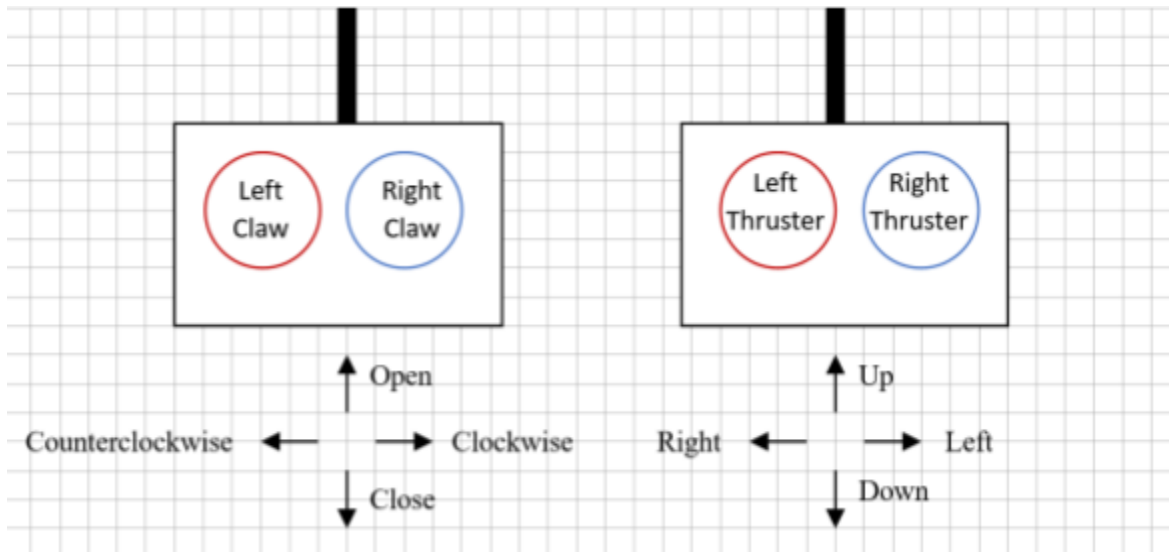 Left
Claw
Right
Claw
Left
Thruster
Right
Thruster
Open
Counterclockwise
Clockwise
Close
Up
Right
Left
Down